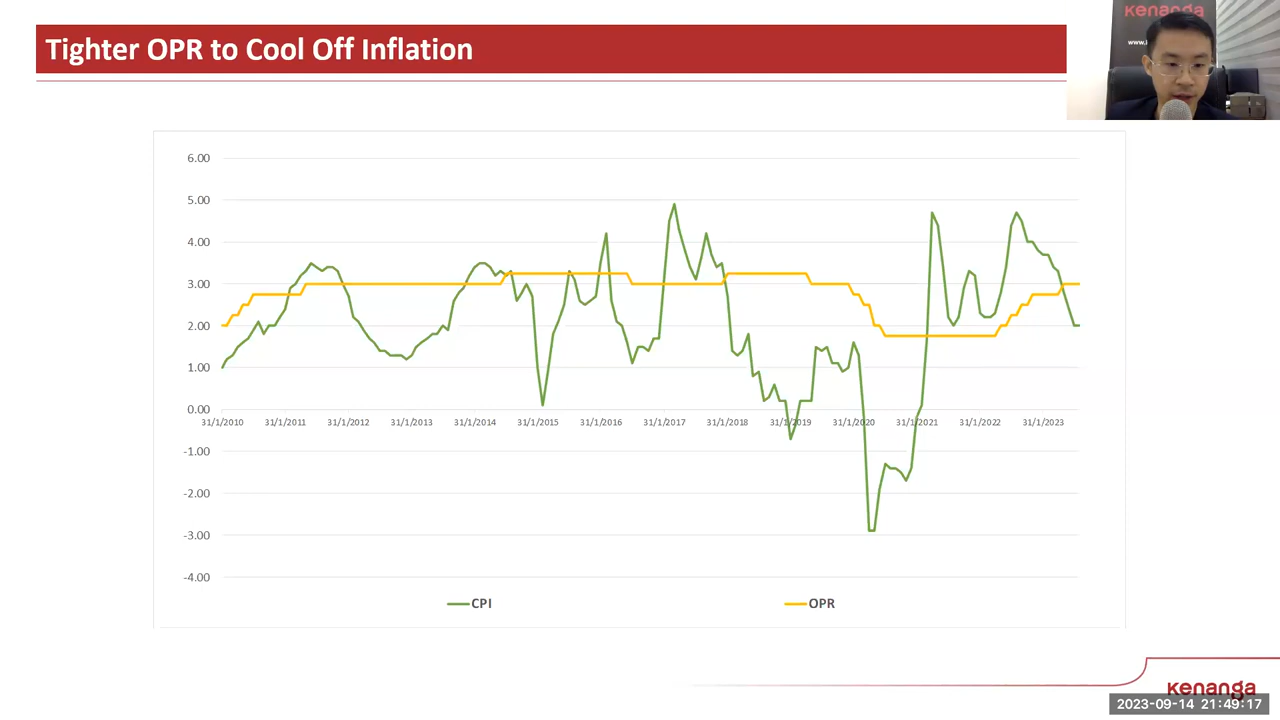 Tighter OPR to Cool Off Inflation
kenanga
www.i
6.00
5.00
4.00
3.00
2.00
1.00
0.00
31/1/2010 31/1/2011 31/1/2012 31/1/2013 31/1/2014 31/1/2015 31/1/2016 31/1/2017 31/1/2018 31/1/2019 31/1/2020 31/1/2021 31/1/2022 31/1/2023
-1.00
-2.00
-3.00
-4.00
CPI OPR
kenanga
2023-09-14 21:49:17